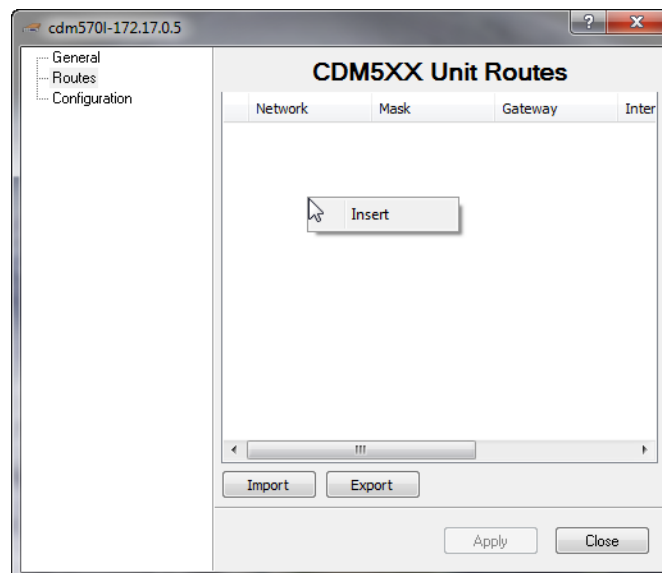 cdm570l-172.17.0.5
General
Routes
Configuration
CDM5XX Unit Routes
Network Mask Gateway Inter
Insert
Import Export
Apply Close